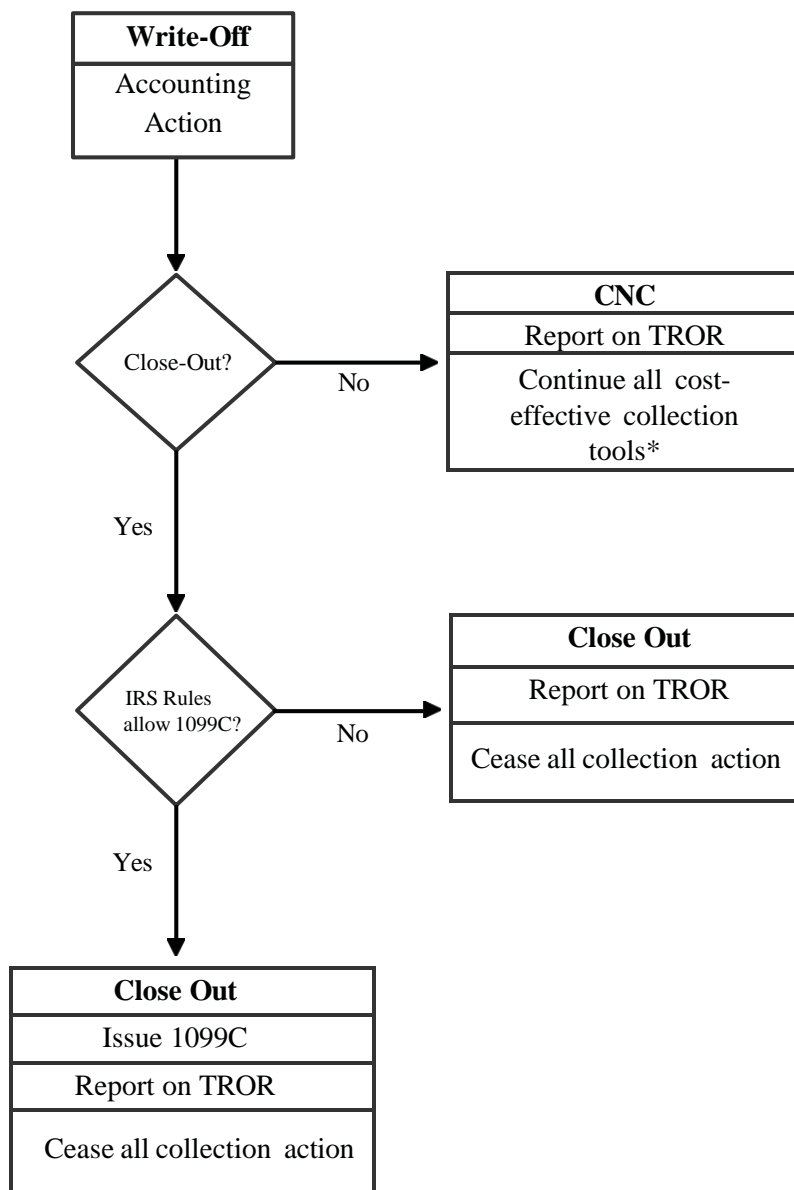 Write-Off
Accounting
Action
Close-Out?
No
CNC
Report on TROR
Continue all cost-
effective collection
tools*
Yes
IRS Rules
allow 1099C?
No
Close Out
Report on TROR
Cease all collection action
Yes
Close Out
Issue 1099C
Report on TROR
Cease all collection action